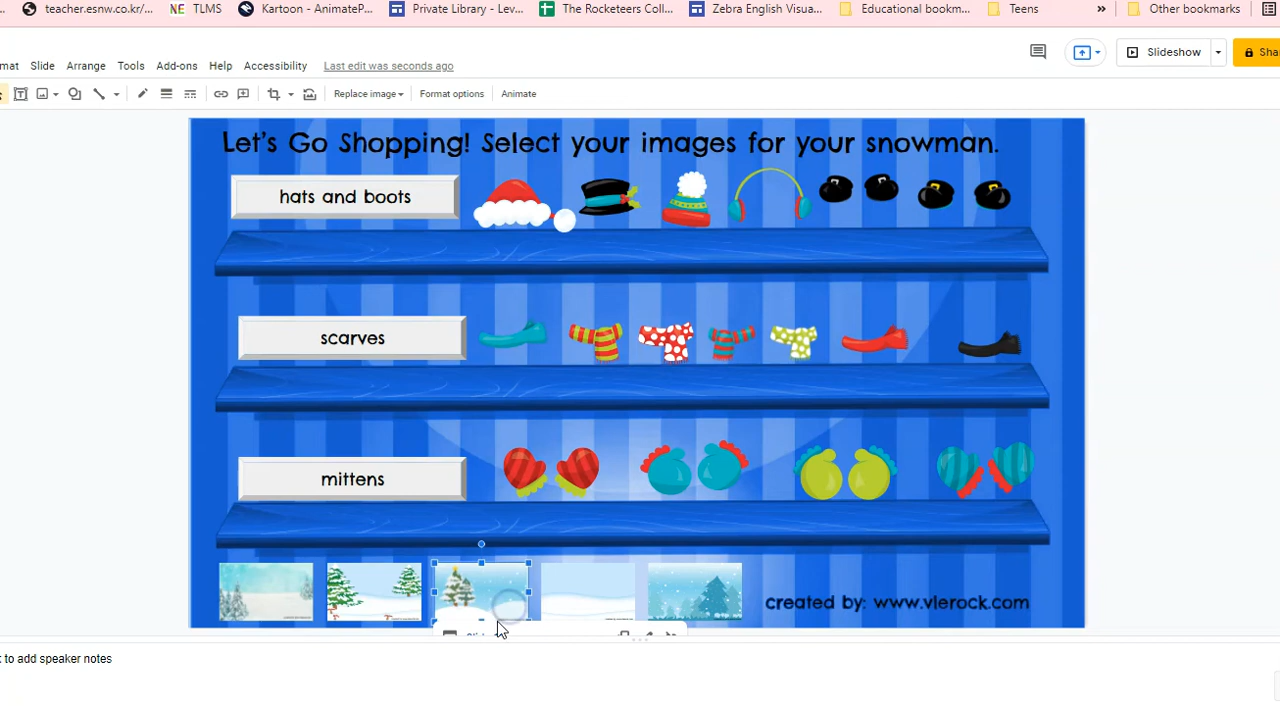 teacher.esnw.co.kr/... NE TLMS Kartoon - AnimateP... Private Library - Lev... The Rocketeers Coll... Zebra English Visua... Educational bookm... Teens » Other bookmarks
mat Slide Arrange Tools Add-ons Help Accessibility Last edit was seconds ago Slideshow Sha
Replace image Format options Animate
Let's Go Shopping! Select your images for your snowman.
hats and boots
scarves
mittens
created by: www.vlerock.com
to add speaker notes